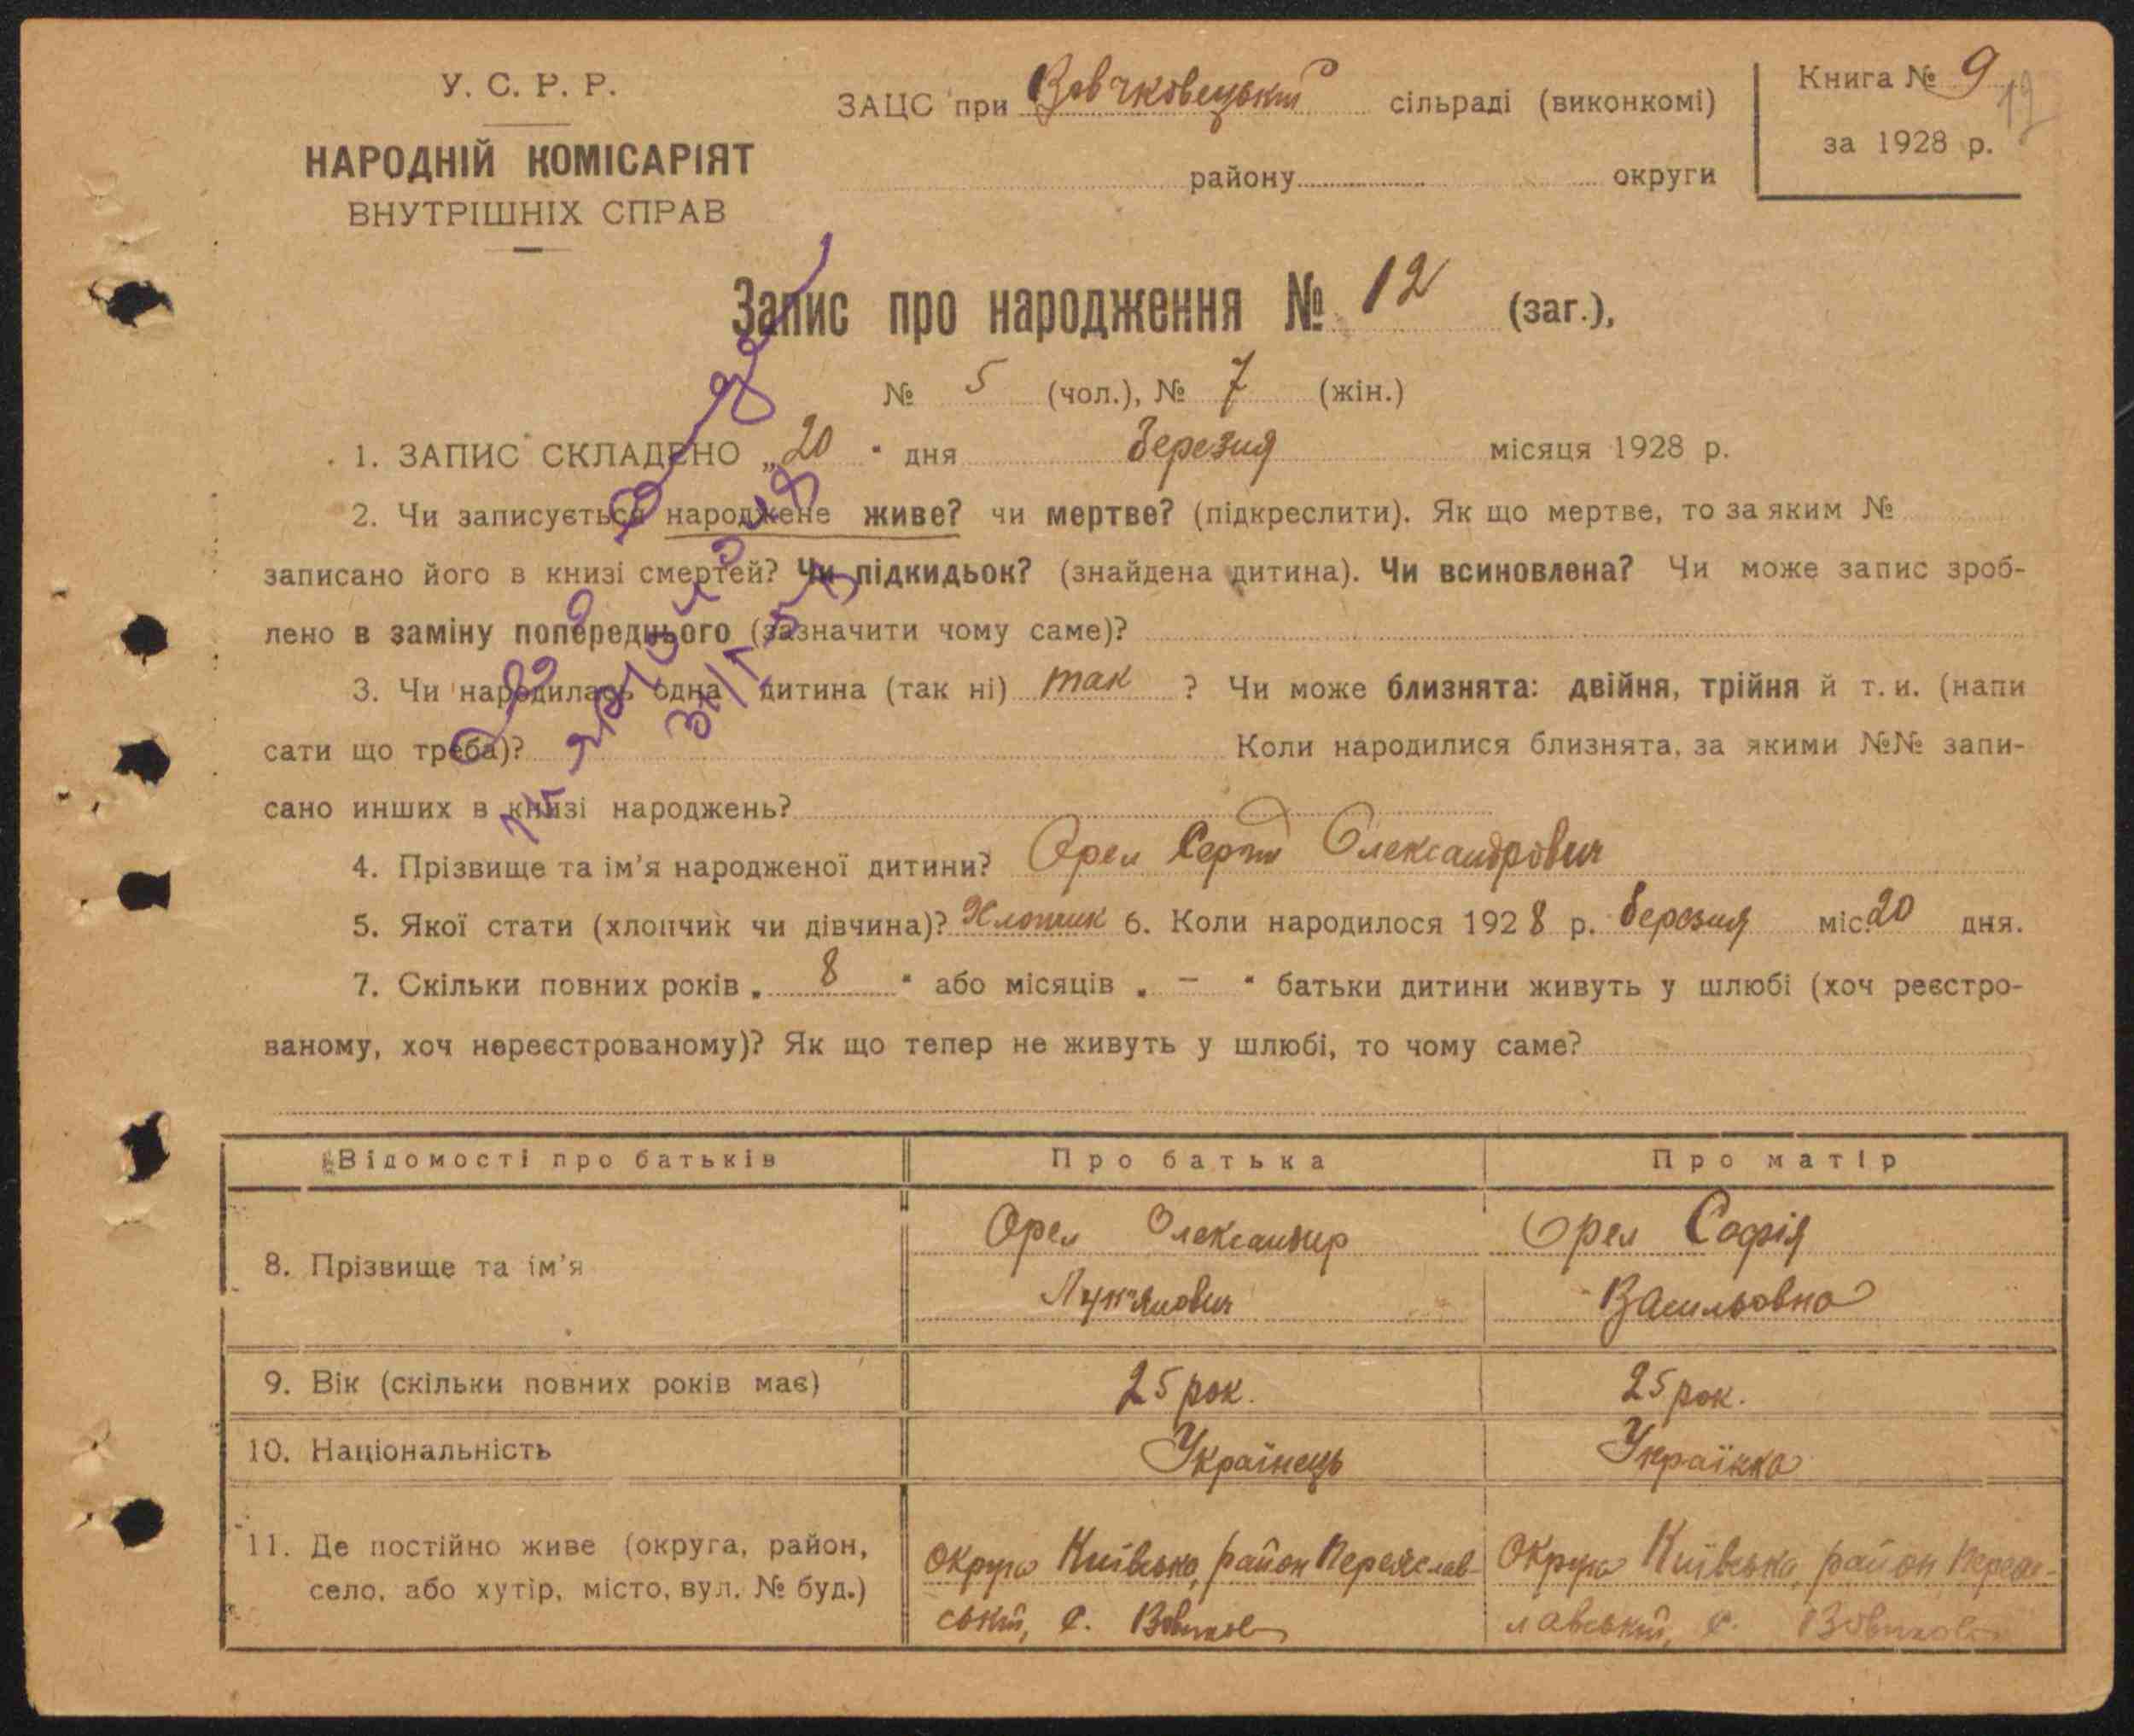 У. С. Р. Р.
НАРОДНІЙ КОМІСАРІЯТ
ВНУТРІШНІХ СПРАВ
ЗАЦС при Вовчковецький сільраді (виконкомі)
району округи
Книга № 9
12
за 1928 р.
Запис про народження № 12 (заг.),
№ 5 (чол.), № 7 (жін.)
1. ЗАПИС СКЛАДЕНО „20 “ дня березня місяця 1928 р.
2. Чи записується народжене живе? чи мертве? (підкреслити). Як що мертве, то за яким №
записано його в книзі смертей? Чи підкидьок? (знайдена дитина). Чи всиновлена? Чи може запис зроб-
лено в заміну попереднього (зазначити чому саме)?
3. Чи народилась одна дитина (так ні) так ? Чи може близнята: двійня, трійня й т. и. (напи
сати що треба)? Коли народилися близнята, за якими №№ запи-
сано инших в книзі народжень?
4. Прізвище та ім’я народженої дитини? Орел Сергій Олександрович
5. Якої стати (хлопчик чи дівчина)? Хлопчик 6. Коли народилося 1928 р. березня міс. 20 дня.
7. Скільки повних років „ 8 “ або місяців „ — “ батьки дитини живуть у шлюбі (хоч реєстро-
ваному, хоч нереєстрованому)? Як що тепер не живуть у шлюбі, то чому саме?
Відомості про батьків Про батька Про матір
8. Прізвище та ім’я
Орел Олександир
Лук'янович
Орел Софія
Васильовна
9. Вік (скільки повних років має) 25 рок. 25 рок.
10. Національність Українець Українка
11. Де постійно живе (округа, район,
село, або хутір, місто, вул. № буд.)
Округа Київська, район Переяслав-
ський, с. Вовчков
Округа Київська, район Переяс-
лавський, с. Вовчков